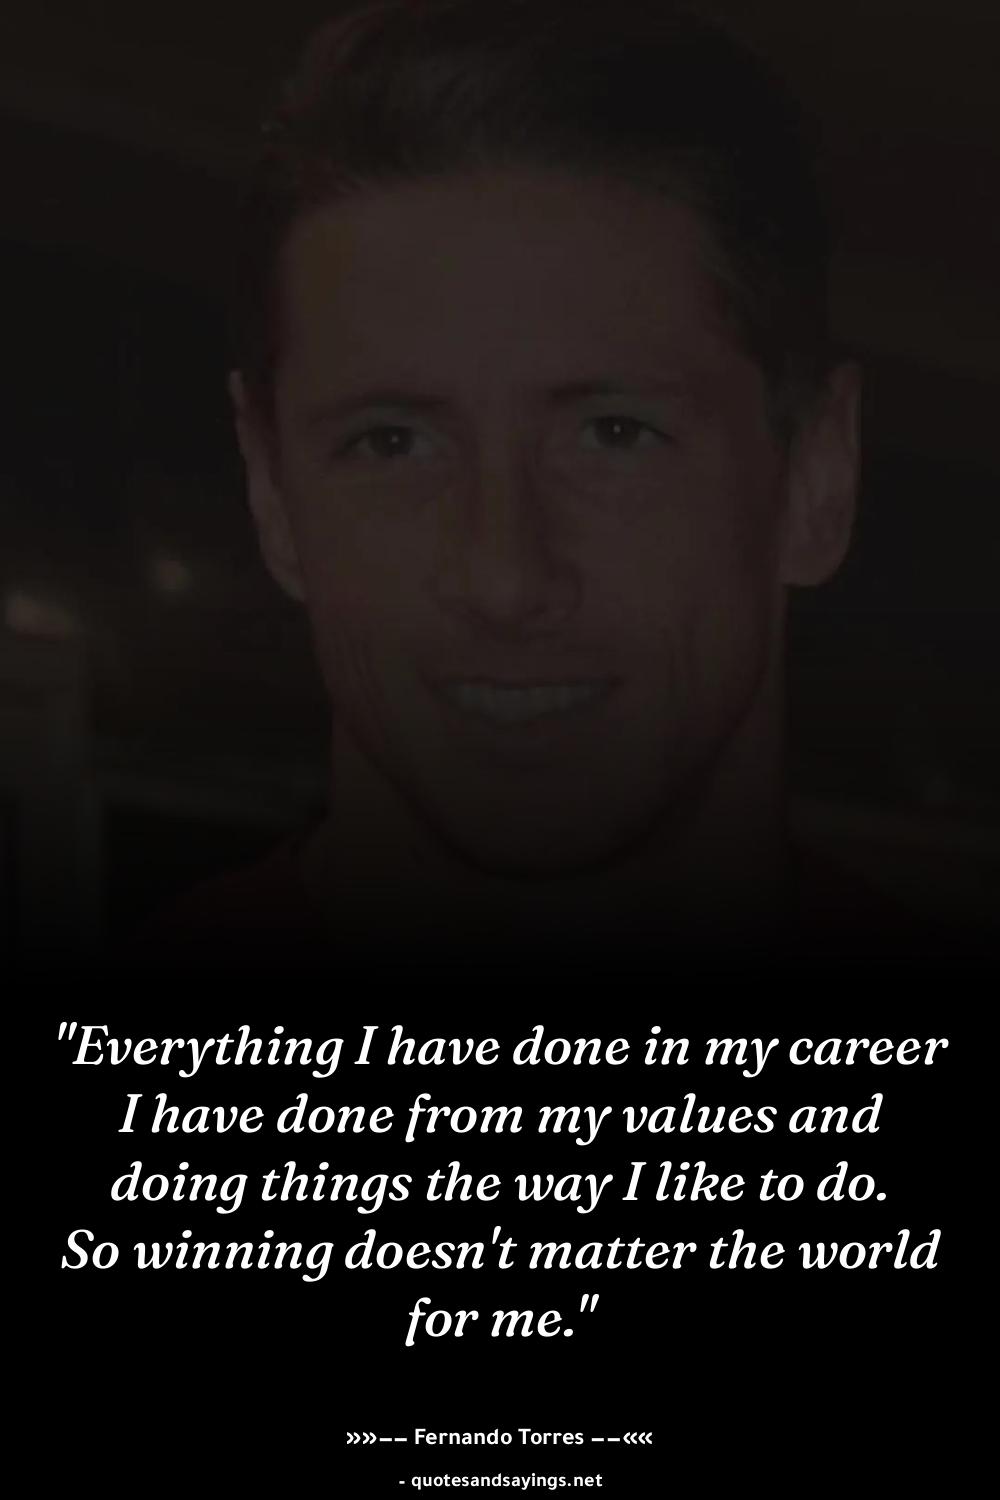 "Everything I have done in my career
I have done from my values and
doing things the way I like to do.
So winning doesn't matter the world
for me."
»»−− Fernando Torres −−««
- quotesandsayings.net